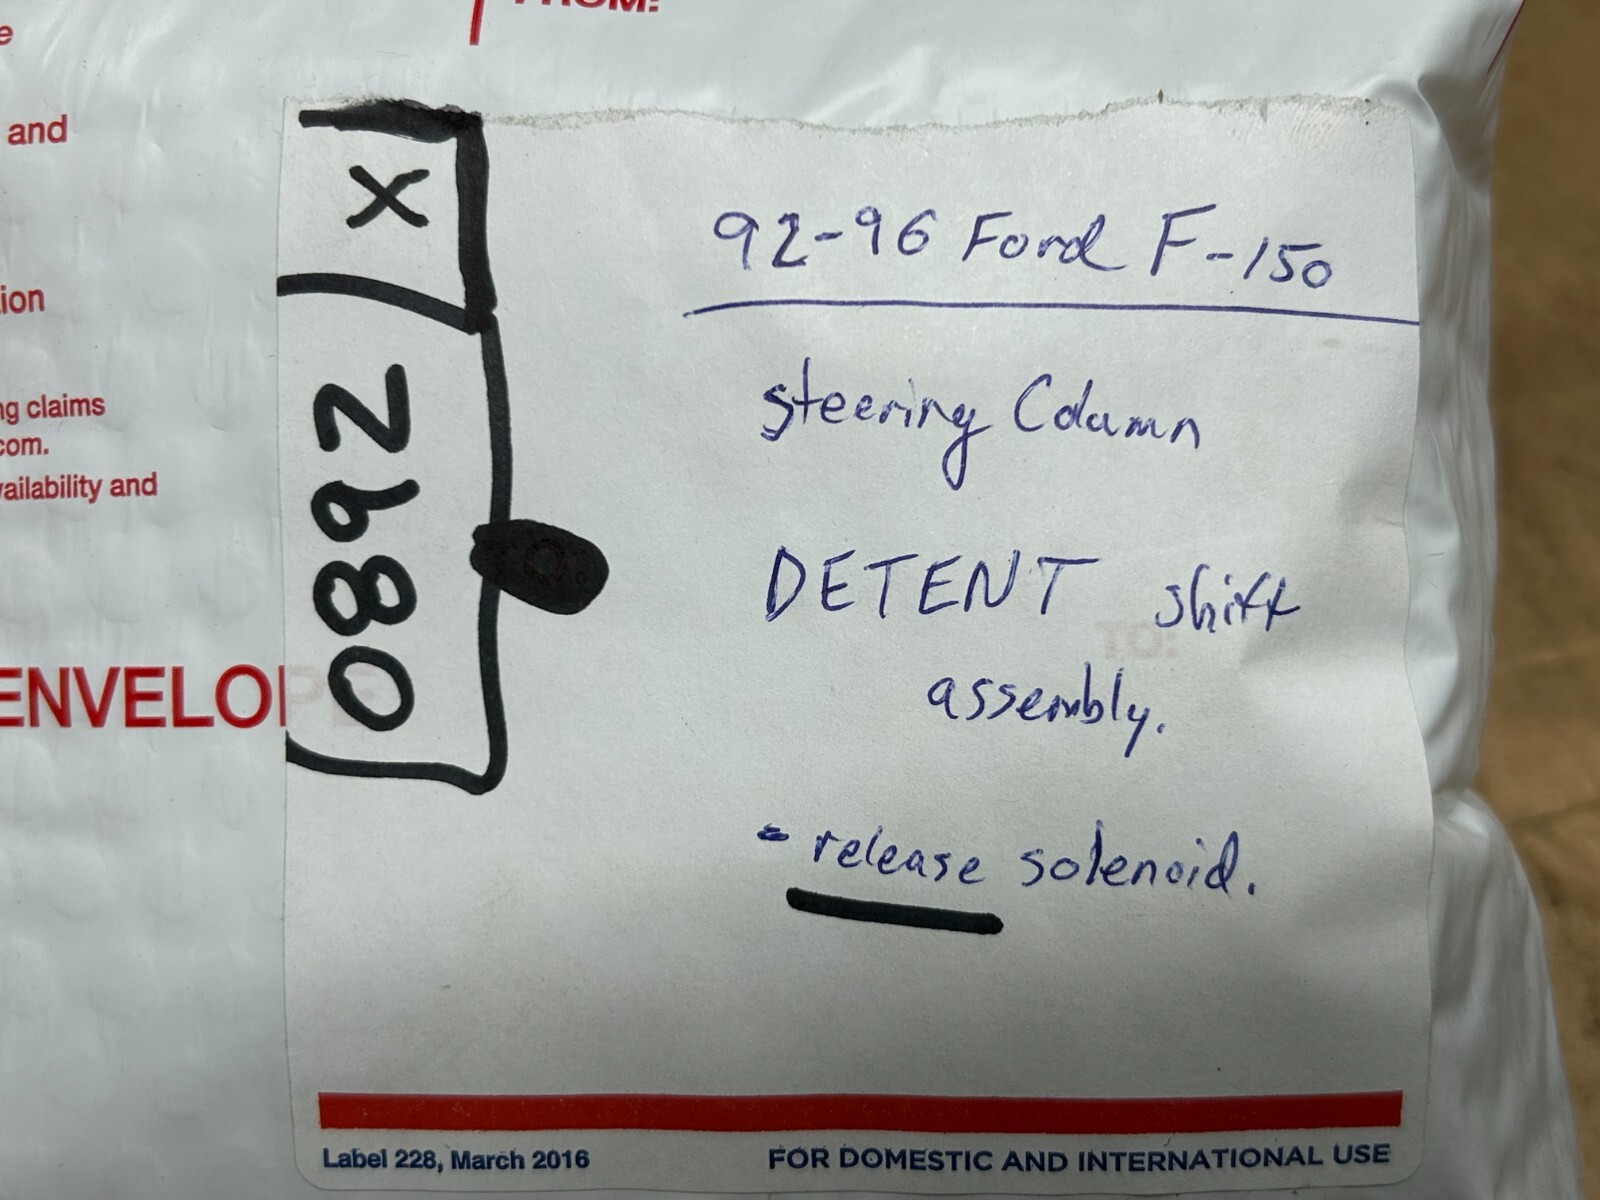 FROM:
e
and
ion
ng claims
com.
vailability and
ENVELOPE
X
0892
92-96 Ford F-150
steering Column
DETENT shift
TO:
assembly.
- release solenoid.
Label 228, March 2016
FOR DOMESTIC AND INTERNATIONAL USE